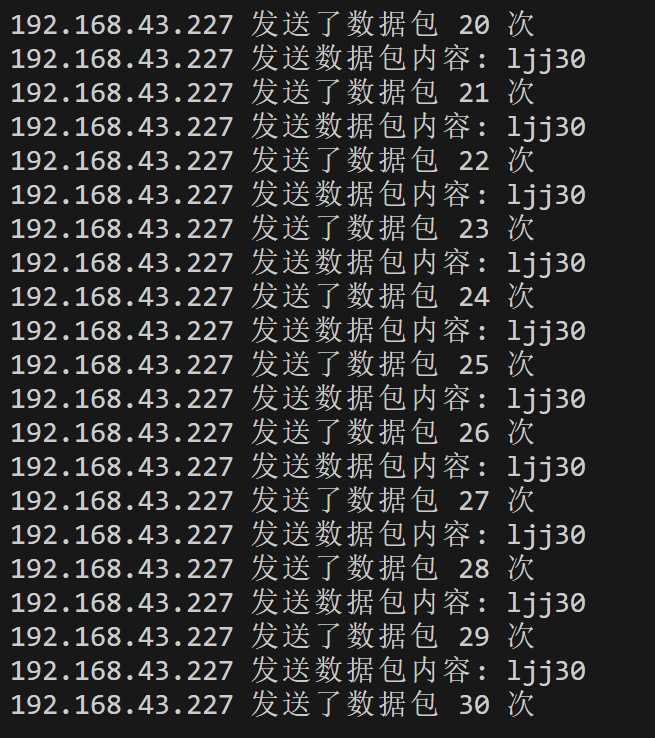 192.168.43.227 发送了数据包 20 次
192.168.43.227 发送数据包内容: ljj30
192.168.43.227 发送了数据包 21 次
192.168.43.227 发送数据包内容: ljj30
192.168.43.227 发送了数据包 22 次
192.168.43.227 发送数据包内容: ljj30
192.168.43.227 发送了数据包 23 次
192.168.43.227 发送数据包内容: ljj30
192.168.43.227 发送了数据包 24 次
192.168.43.227 发送数据包内容: ljj30
192.168.43.227 发送了数据包 25 次
192.168.43.227 发送数据包内容: ljj30
192.168.43.227 发送了数据包 26 次
192.168.43.227 发送数据包内容: ljj30
192.168.43.227 发送了数据包 27 次
192.168.43.227 发送数据包内容: ljj30
192.168.43.227 发送了数据包 28 次
192.168.43.227 发送数据包内容: ljj30
192.168.43.227 发送了数据包 29 次
192.168.43.227 发送数据包内容: ljj30
192.168.43.227 发送了数据包 30 次